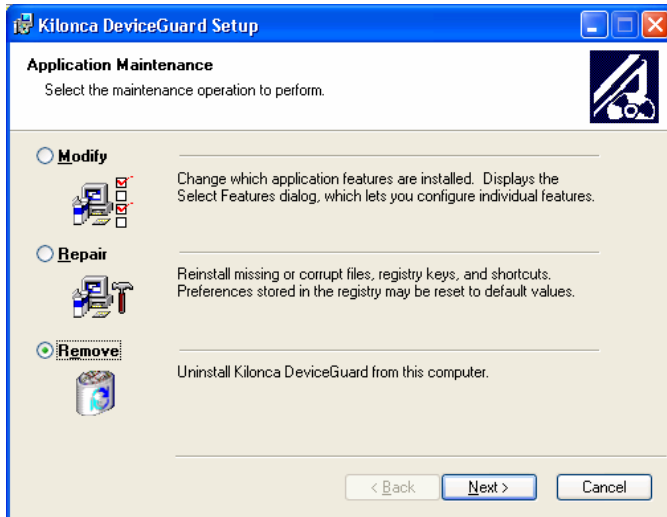 Kilonca DeviceGuard Setup
Application Maintenance
Select the maintenance operation to perform.
Modify
Change which application features are installed. Displays the
Select Features dialog, which lets you configure individual features.
Repair
Reinstall missing or corrupt files, registry keys, and shortcuts.
Preferences stored in the registry may be reset to default values.
Remove
Uninstall Kilonca DeviceGuard from this computer.
< Back
Next >
Cancel